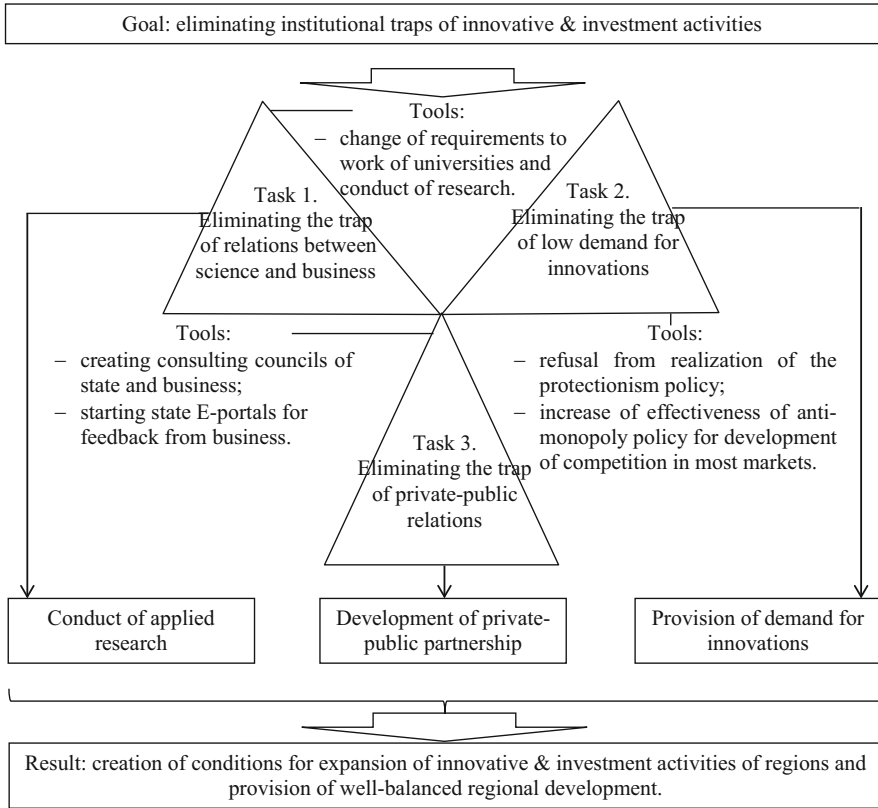 Goal: eliminating institutional traps of innovative & investment activities
Tools:
– change of requirements to
work of universities and
conduct of research.
Task 1.
Eliminating the trap
of relations between
science and business
Task 2.
Eliminating the trap
of low demand for
innovations
Tools:
– creating consulting councils of
state and business;
– starting state E-portals for
feedback from business.
Tools:
– refusal from realization of the
protectionism policy;
– increase of effectiveness of anti-
monopoly policy for development
of competition in most markets.
Task 3.
Eliminating the trap
of private-public
relations
Conduct of applied
research
Development of private-
public partnership
Provision of demand for
innovations
Result: creation of conditions for expansion of innovative & investment activities of regions and
provision of well-balanced regional development.